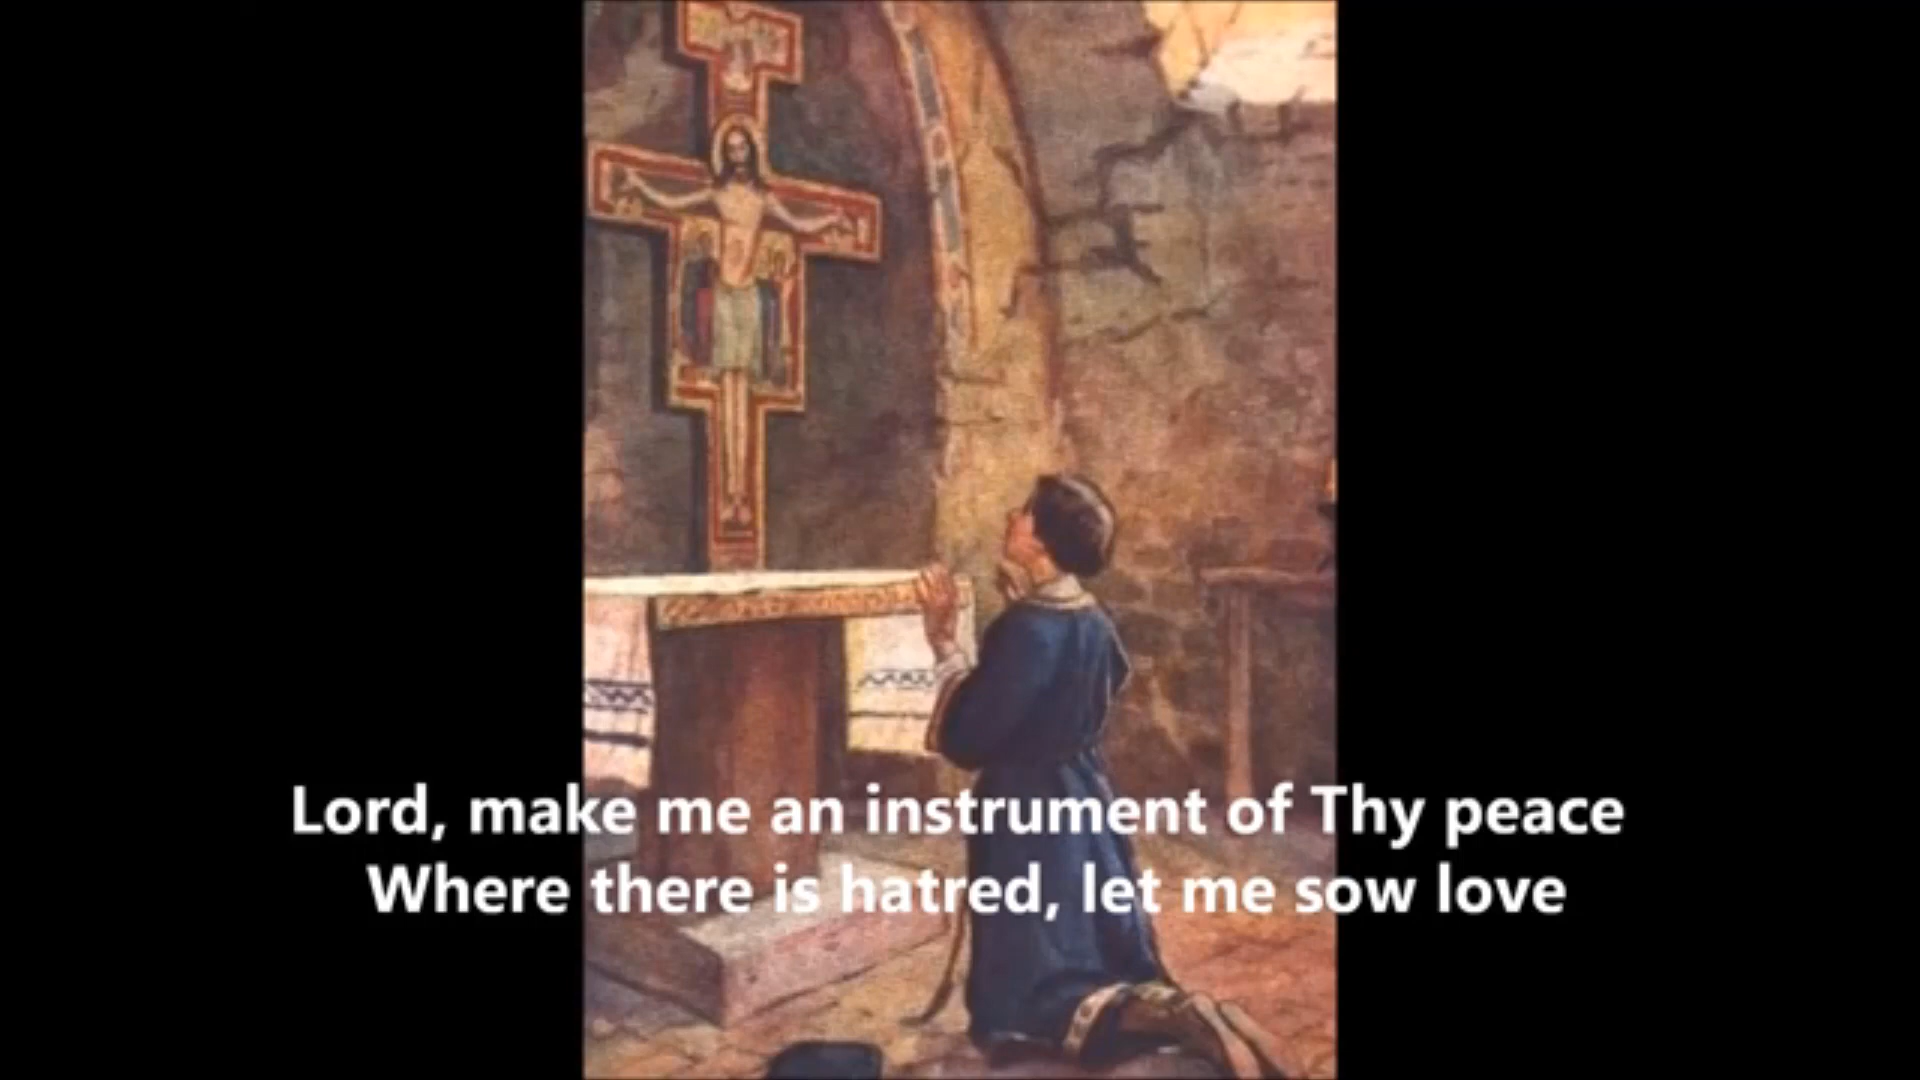 Lord, make me an instrument of Thy peace
Where there is hatred, let me sow love